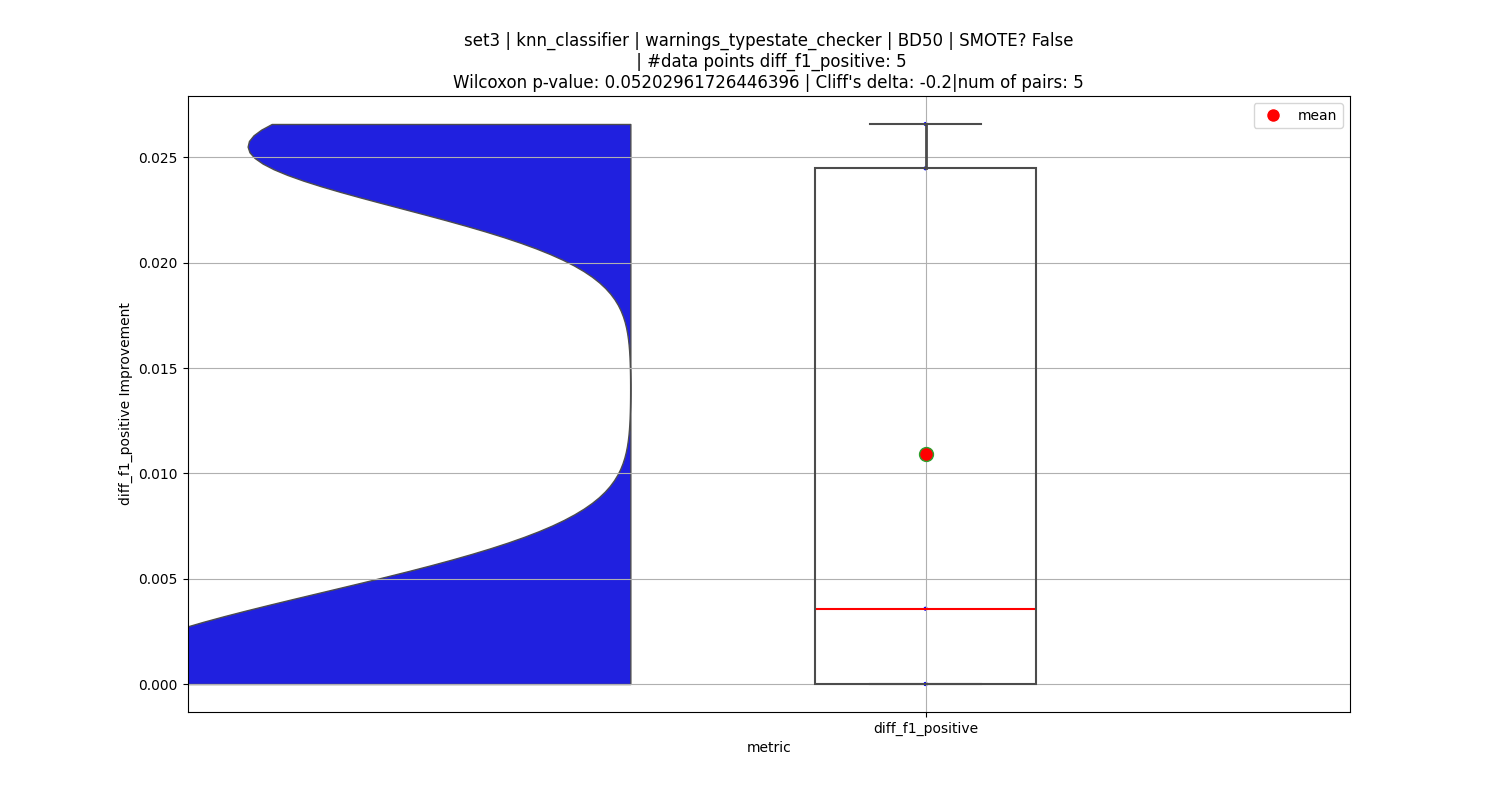 set3 | knn_classifier | warnings_typestate_checker | BD50 | SMOTE? False
| #data points diff_f1_positive: 5
Wilcoxon p-value: 0.05202961726446396 | Cliff's delta: -0.2|num of pairs: 5
mean
0.025
0.020
0.015
0.010
0.005
0.000
diff_f1_positive Improvement
diff_f1_positive
metric